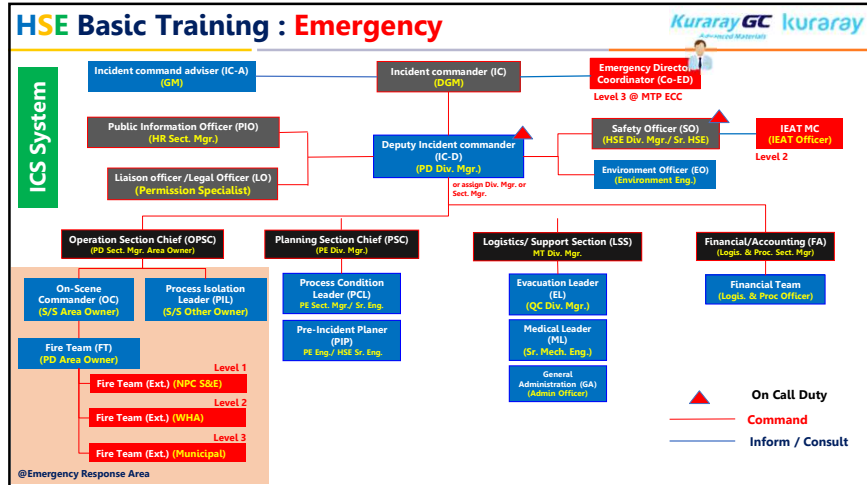 HSE Basic Training : Emergency
Kuraray GC
Advanced Materials
kuraray
ICS System
Incident command adviser (IC-A)
(GM)
Incident commander (IC)
(DGM)
Emergency Director
Coordinator (Co-ED)
Level 3 @ MTP ECC
Public Information Officer (PIO)
(HR Sect. Mgr.)
Deputy Incident commander
(IC-D)
(PD Div. Mgr.)
Safety Officer (SO)
(HSE Div. Mgr./ Sr. HSE)
IEAT MC
(IEAT Officer)
Level 2
Liaison officer /Legal Officer (LO)
(Permission Specialist)
Environment Officer (EO)
(Environment Eng.)
or assign Div. Mgr. or
Sect. Mgr.
Operation Section Chief (OPSC)
(PD Sect. Mgr. Area Owner)
Planning Section Chief (PSC)
(PE Div. Mgr.)
Logistics/ Support Section (LSS)
MT Div. Mgr.
Financial/Accounting (FA)
(Logis. & Proc. Sect. Mgr)
On-Scene
Commander (OC)
(S/S Area Owner)
Process Isolation
Leader (PIL)
(S/S Other Owner)
Process Condition
Leader (PCL)
PE Sect. Mgr./ Sr. Eng.
Evacuation Leader
(EL)
(QC Div. Mgr.)
Financial Team
(Logis. & Proc Officer)
Fire Team (FT)
(PD Area Owner)
Pre-Incident Planer
(PIP)
PE Eng./ HSE Sr. Eng.
Medical Leader
(ML)
(Sr. Mech. Eng.)
Level 1
Fire Team (Ext.) (NPC S&E)
General
Administration (GA)
(Admin Officer)
Level 2
Fire Team (Ext.) (WHA)
Level 3
Fire Team (Ext.) (Municipal)
@Emergency Response Area
On Call Duty
Command
Inform / Consult